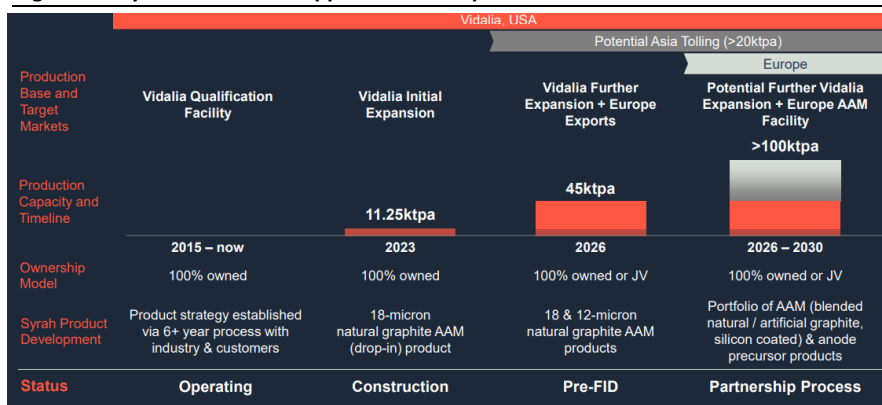 Vidalia, USA
Potential Asia Tolling (>20ktpa)
Europe
Production
Base and
Target
Markets
Vidalia Qualification
Facility
Vidalia Initial
Expansion
Vidalia Further
Expansion + Europe
Exports
Potential Further Vidalia
Expansion + Europe AAM
Facility
Production
Capacity and
Timeline
11.25ktpa
45ktpa
>100ktpa
2015 – now
2023
2026
2026 – 2030
Ownership
Model
100% owned
100% owned
100% owned or JV
100% owned or JV
Syrah Product
Development
Product strategy established
via 6+ year process with
industry & customers
18-micron
natural graphite AAM
(drop-in) product
18 & 12-micron
natural graphite AAM
products
Portfolio of AAM (blended
natural / artificial graphite,
silicon coated) & anode
precursor products
Status
Operating
Construction
Pre-FID
Partnership Process